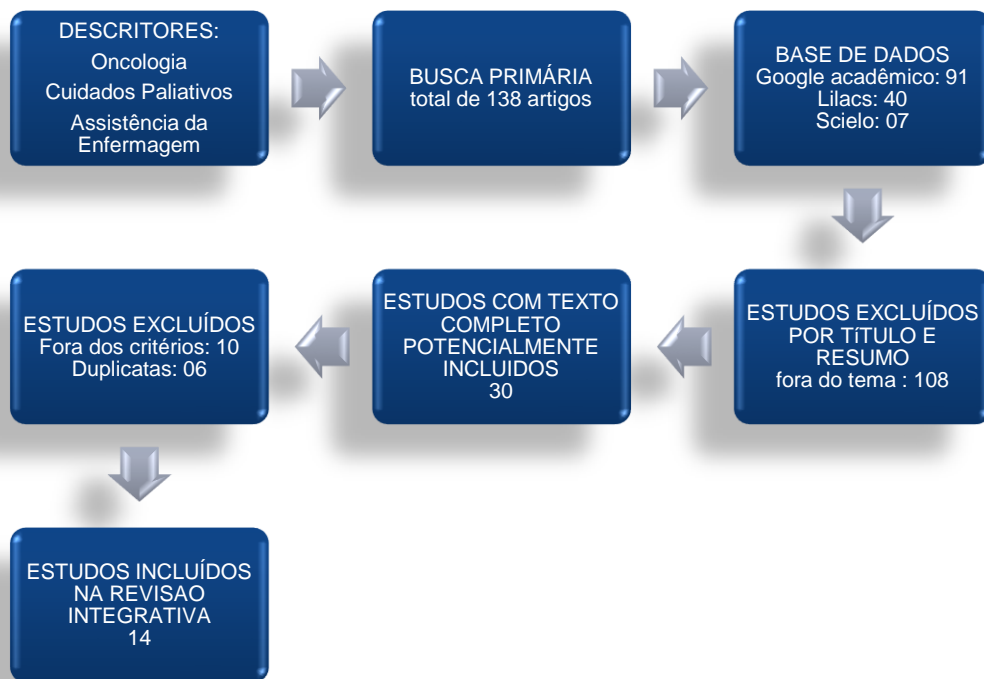 DESCRITORES:
Oncologia
Cuidados Paliativos
Assistência da
Enfermagem
BUSCA PRIMÁRIA
total de 138 artigos
BASE DE DADOS
Google acadêmico: 91
Lilacs: 40
Scielo: 07
ESTUDOS EXCLUÍDOS
POR TíTULO E
RESUMO
fora do tema : 108
ESTUDOS COM TEXTO
COMPLETO
POTENCIALMENTE
INCLUIDOS
30
ESTUDOS EXCLUÍDOS
Fora dos critérios: 10
Duplicatas: 06
ESTUDOS INCLUÍDOS
NA REVISAO
INTEGRATIVA
14